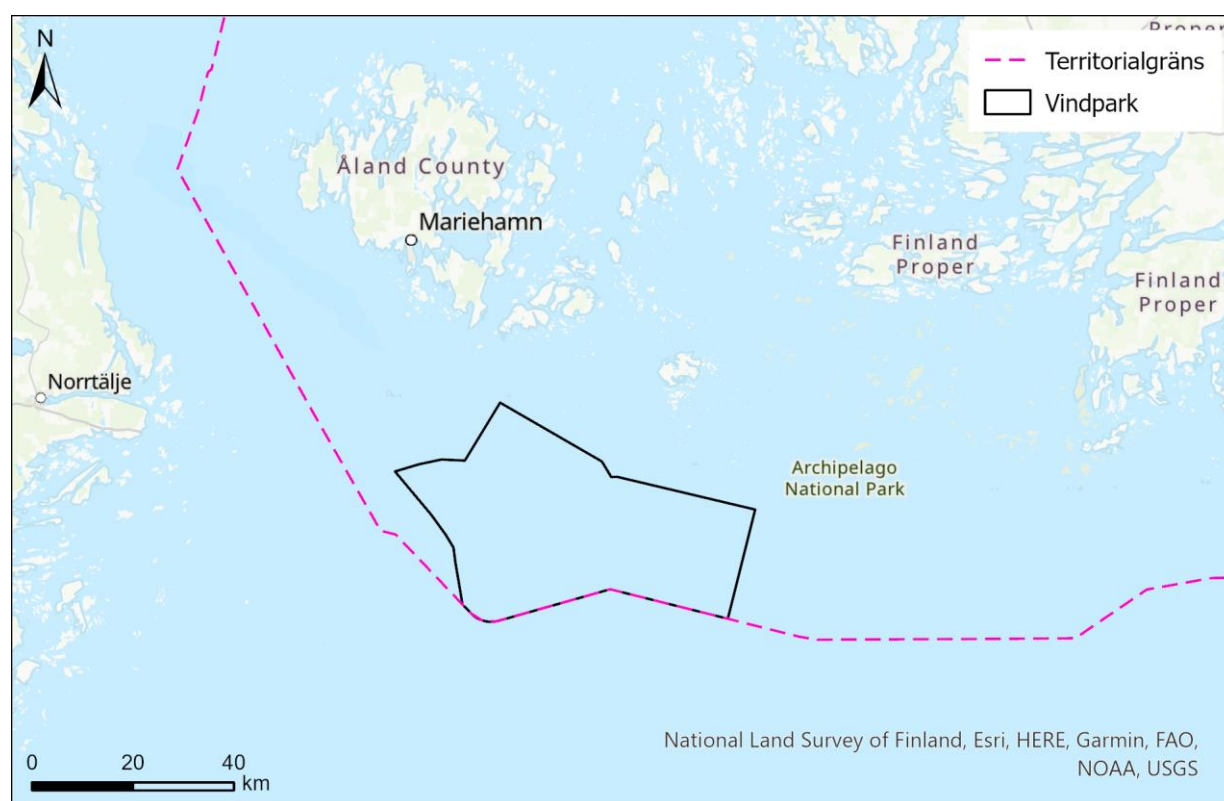 N
Proper
Territorialgräns
Vindpark
Åland County
Mariehamn
Finland
Proper
Finland
Proper
Norrtälje
Archipelago
National Park
National Land Survey of Finland, Esri, HERE, Garmin, FAO,
NOAA, USGS
0 20 40
km